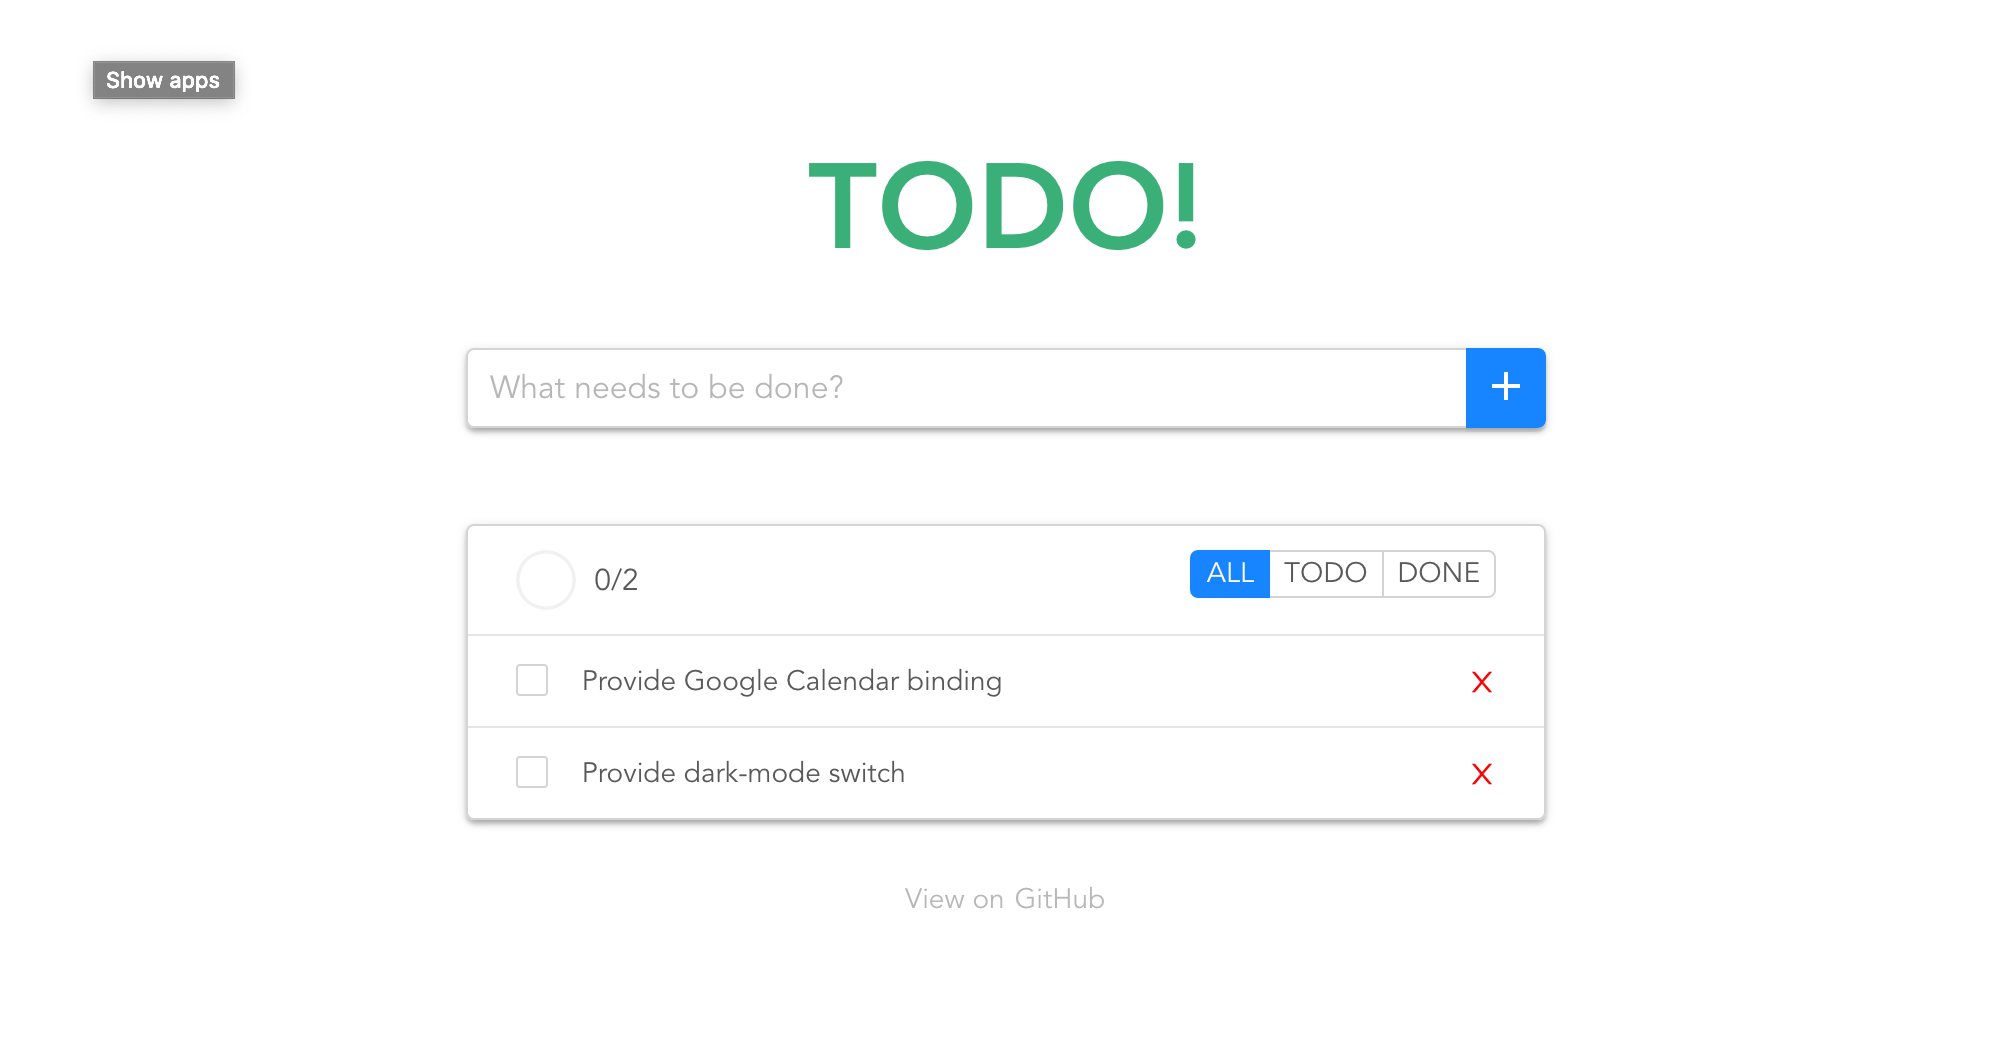 Show apps
TODO!
What needs to be done?
+
0/2
ALL TODO DONE
Provide Google Calendar binding X
Provide dark-mode switch X
View on GitHub